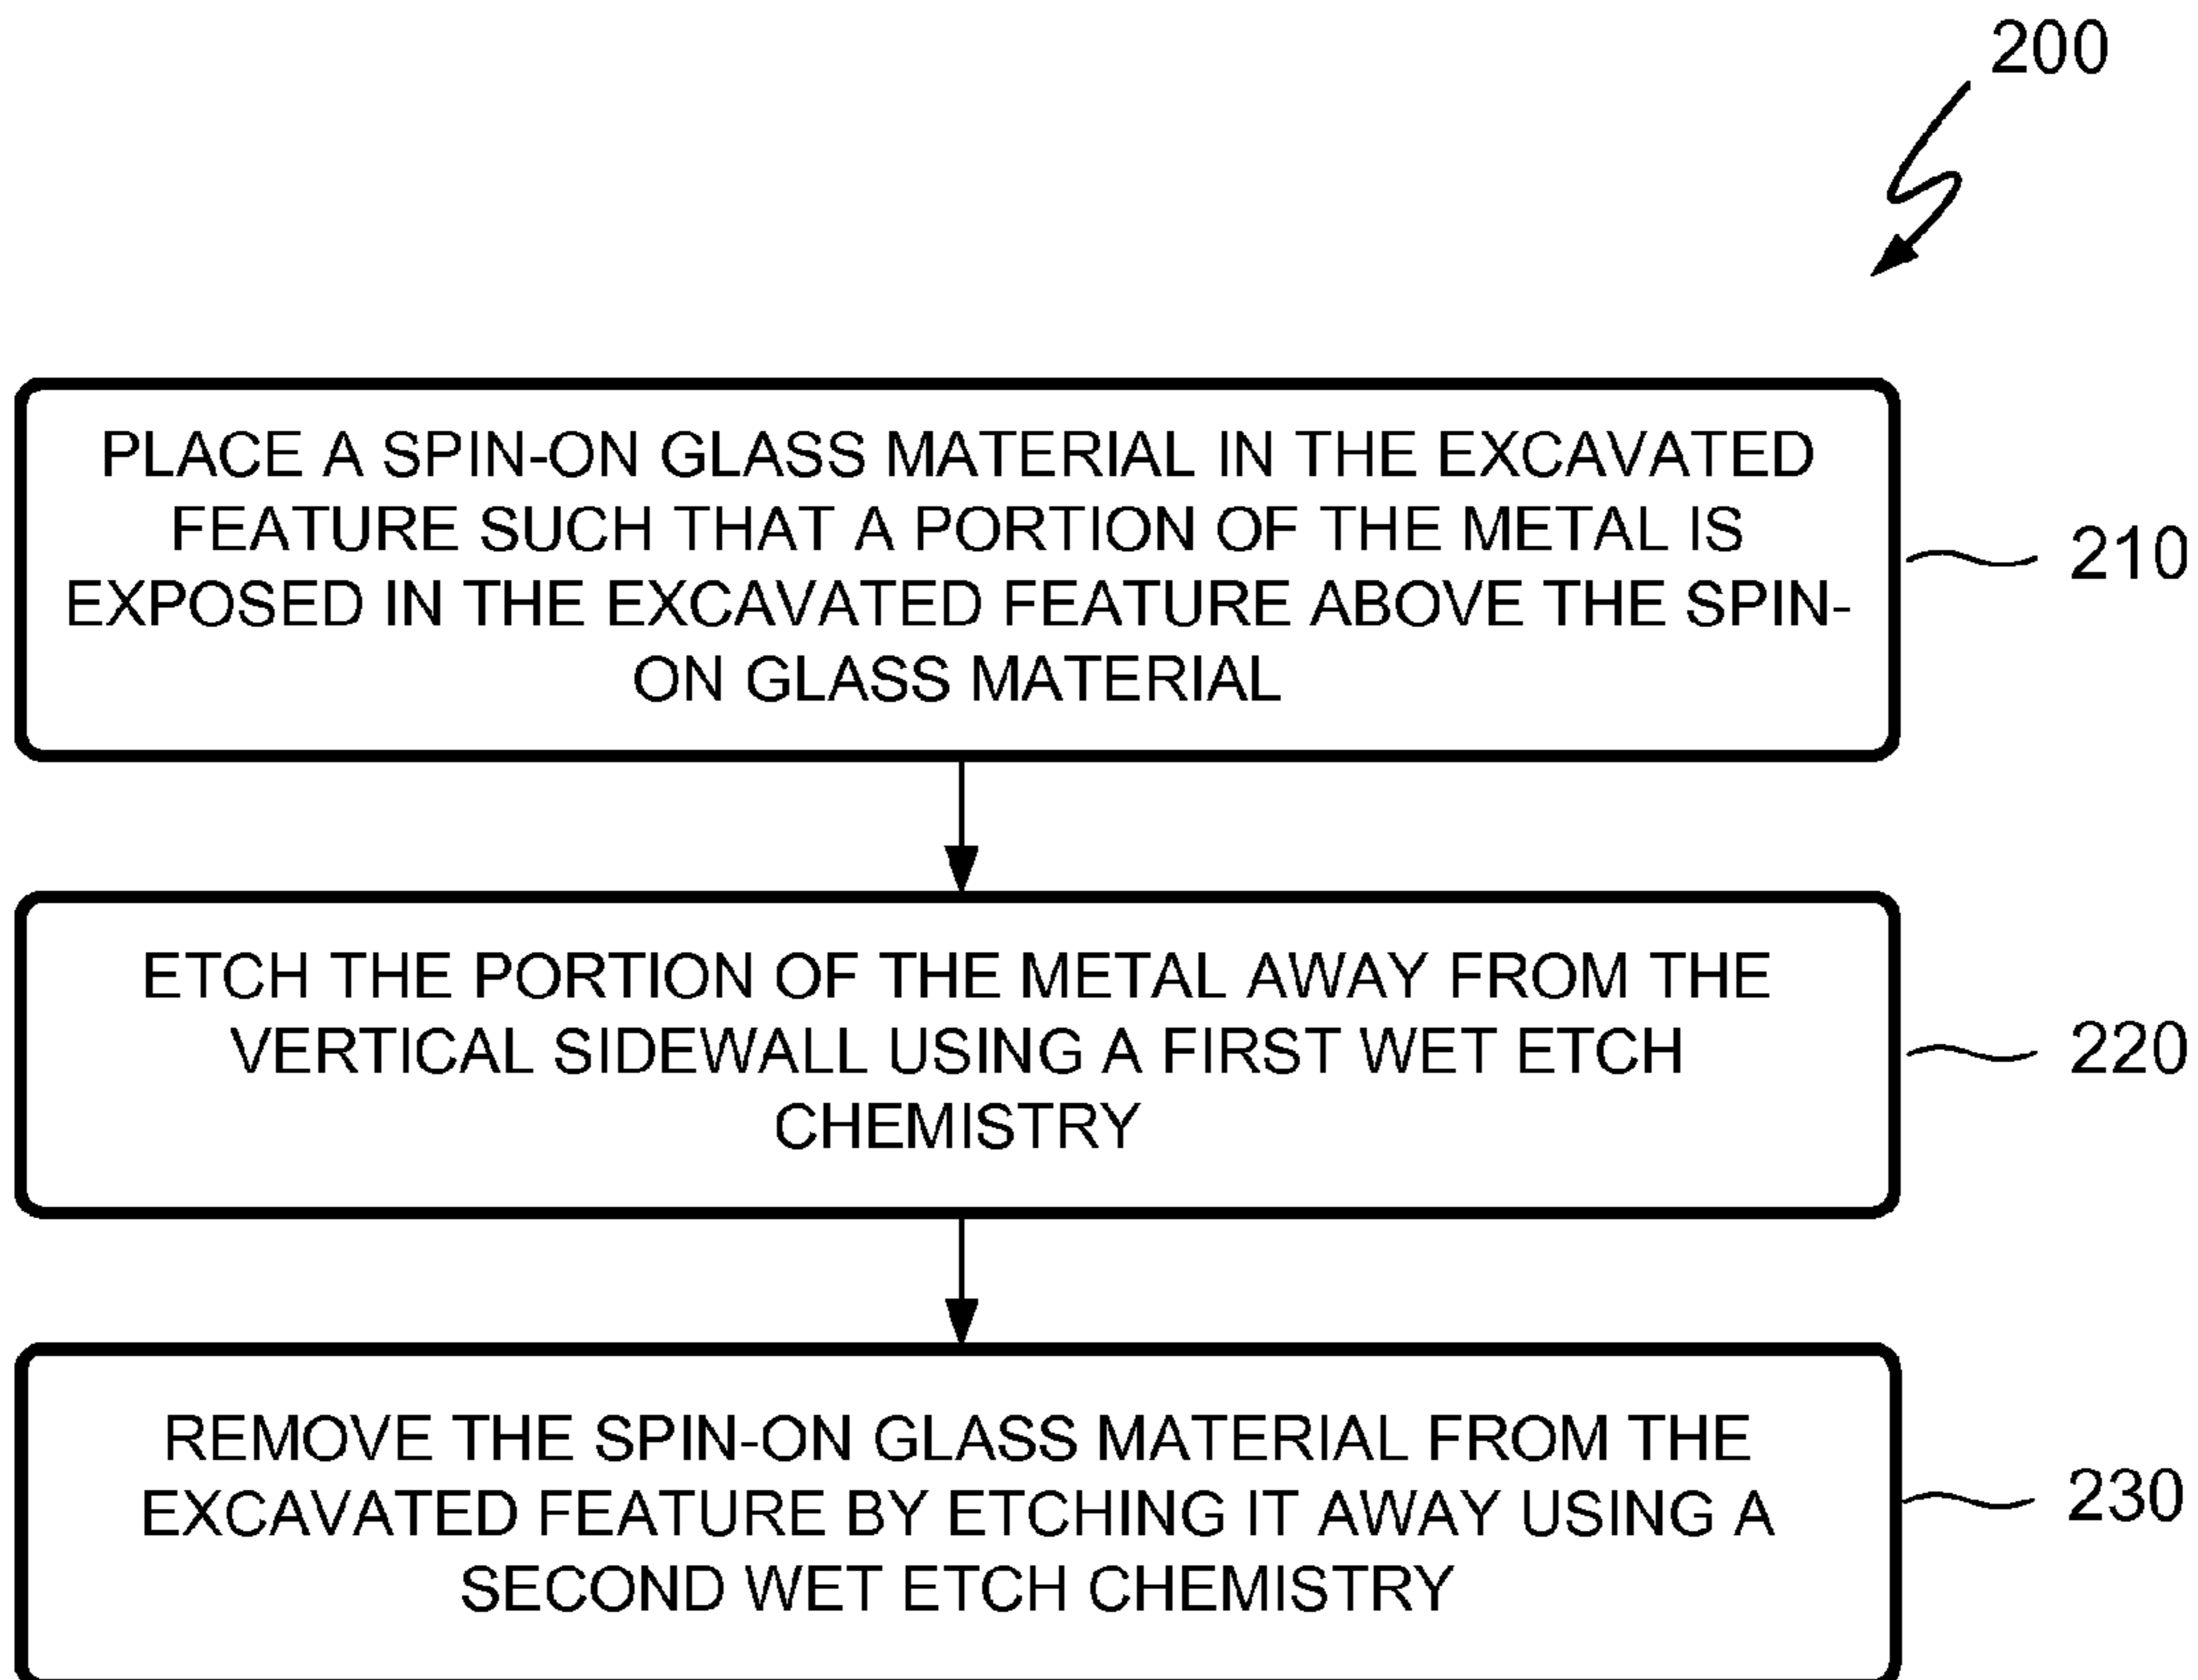 200
PLACE A SPIN-ON GLASS MATERIAL IN THE EXCAVATED
FEATURE SUCH THAT A PORTION OF THE METAL IS
EXPOSED IN THE EXCAVATED FEATURE ABOVE THE SPIN-
ON GLASS MATERIAL
210
ETCH THE PORTION OF THE METAL AWAY FROM THE
VERTICAL SIDEWALL USING A FIRST WET ETCH
CHEMISTRY
220
REMOVE THE SPIN-ON GLASS MATERIAL FROM THE
EXCAVATED FEATURE BY ETCHING IT AWAY USING A
SECOND WET ETCH CHEMISTRY
230